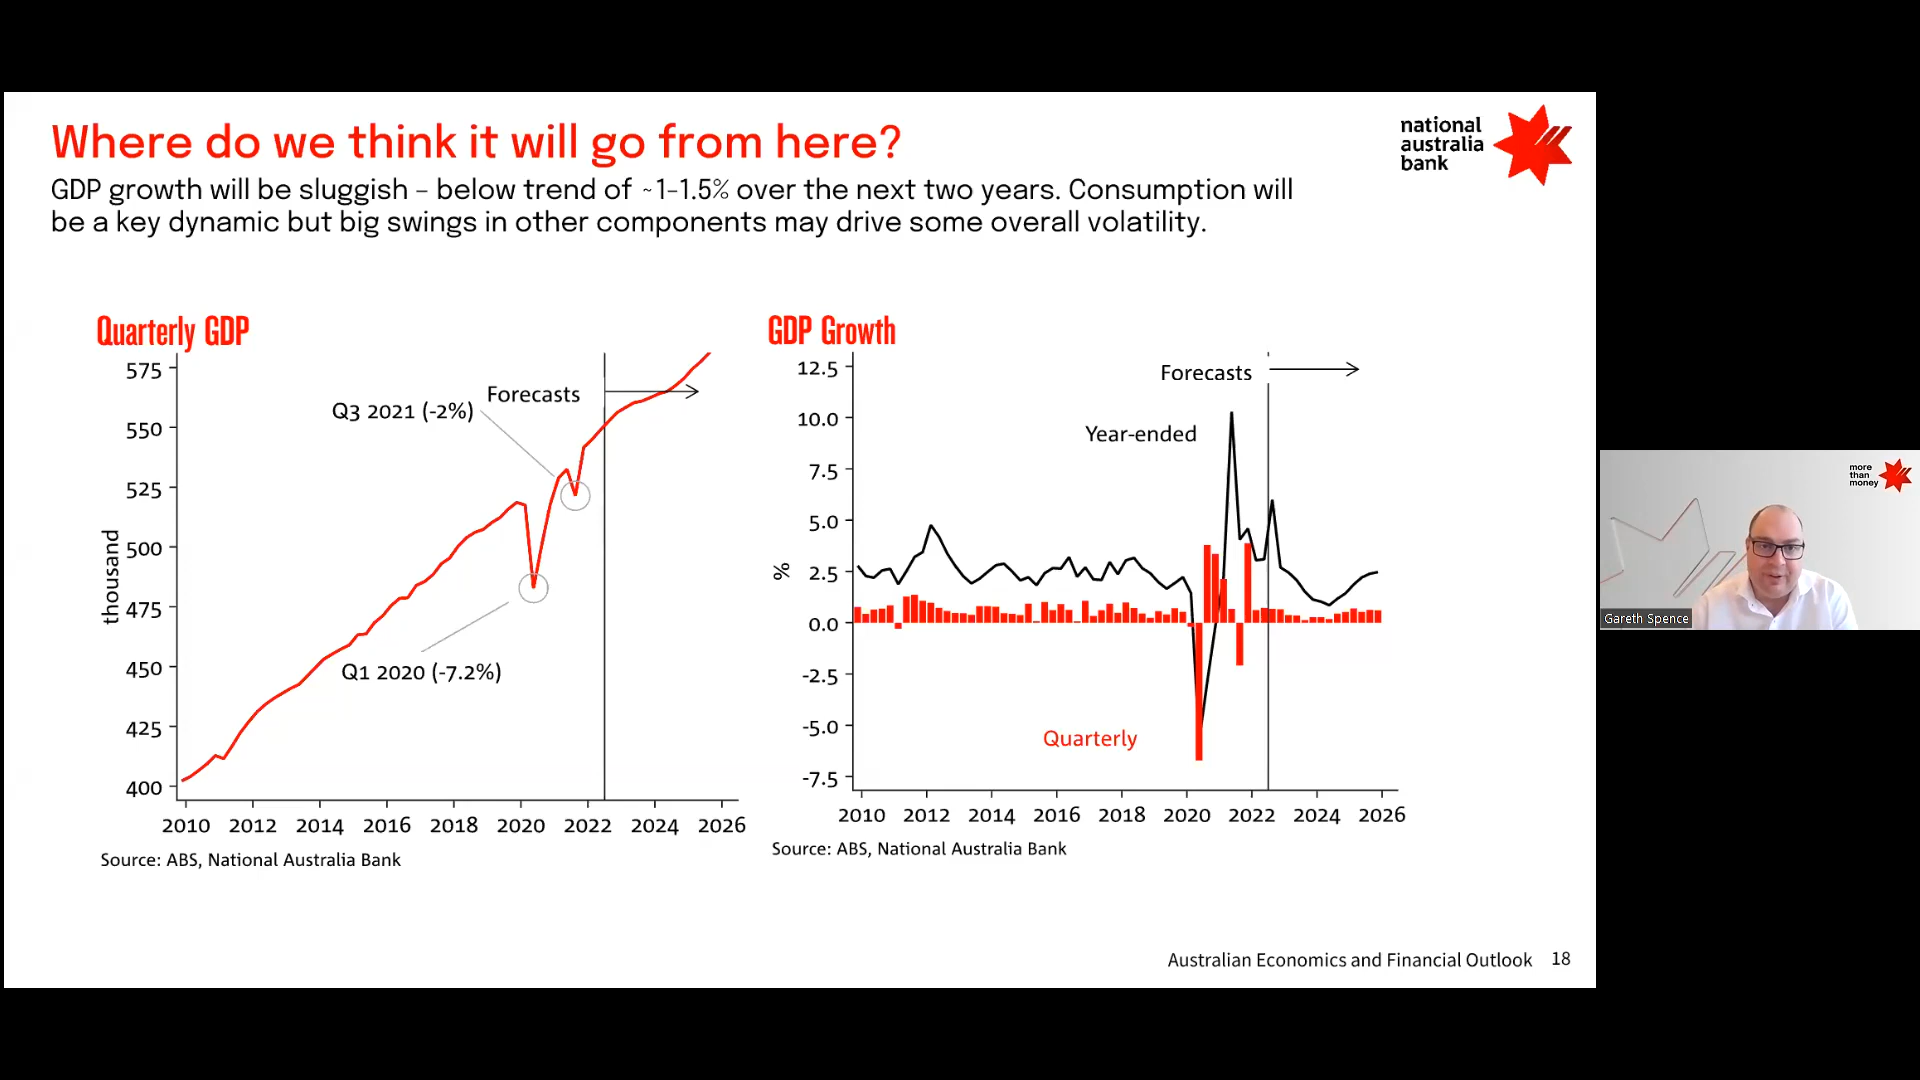 Where do we think it will go from here?
GDP growth will be sluggish – below trend of ~1–1.5% over the next two years. Consumption will
be a key dynamic but big swings in other components may drive some overall volatility.
national
australia
bank
Quarterly GDP
575
550
525
500
475
450
425
400
thousand
Forecasts
Q3 2021 (-2%)
Q1 2020 (-7.2%)
2010 2012 2014 2016 2018 2020 2022 2024 2026
Source: ABS, National Australia Bank
GDP Growth
12.5
10.0
7.5
5.0
2.5
0.0
-2.5
-5.0
-7.5
%
Forecasts
Year-ended
Quarterly
2010 2012 2014 2016 2018 2020 2022 2024 2026
Source: ABS, National Australia Bank
Australian Economics and Financial Outlook 18
more
than
money
Gareth Spence